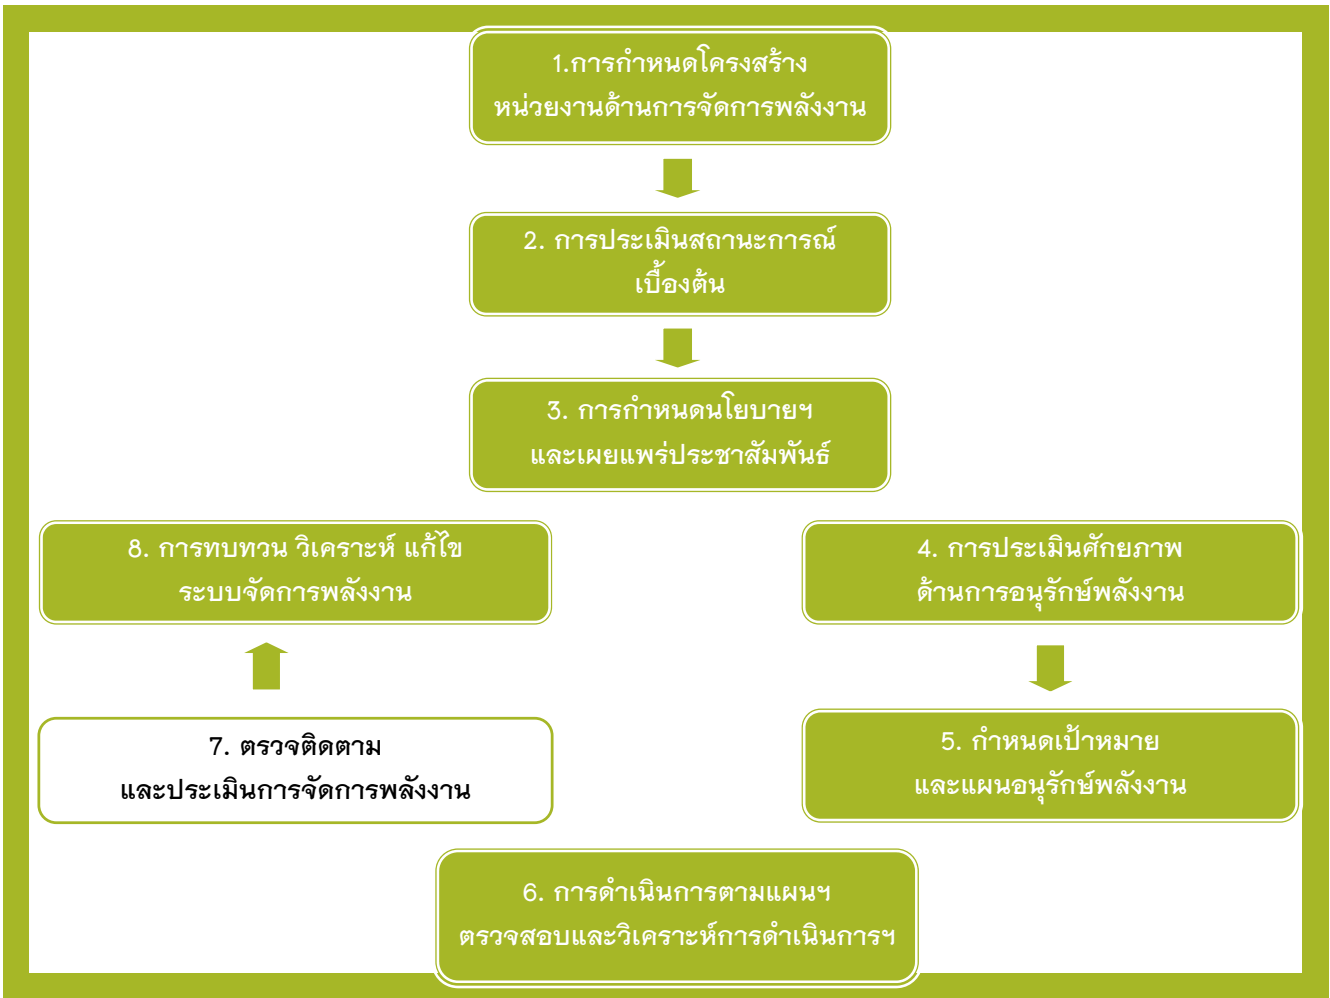 1.การกำหนดโครงสร้าง
หน่วยงานด้านการจัดการพลังงาน
2. การประเมินสถานะการณ์
เบื้องต้น
3. การกำหนดนโยบายฯ
และเผยแพร่ประชาสัมพันธ์
4. การประเมินศักยภาพ
ด้านการอนุรักษ์พลังงาน
5. กำหนดเป้าหมาย
และแผนอนุรักษ์พลังงาน
6. การดำเนินการตามแผนฯ
ตรวจสอบและวิเคราะห์การดำเนินการฯ
7. ตรวจติดตาม
และประเมินการจัดการพลังงาน
8. การทบทวน วิเคราะห์ แก้ไข
ระบบจัดการพลังงาน